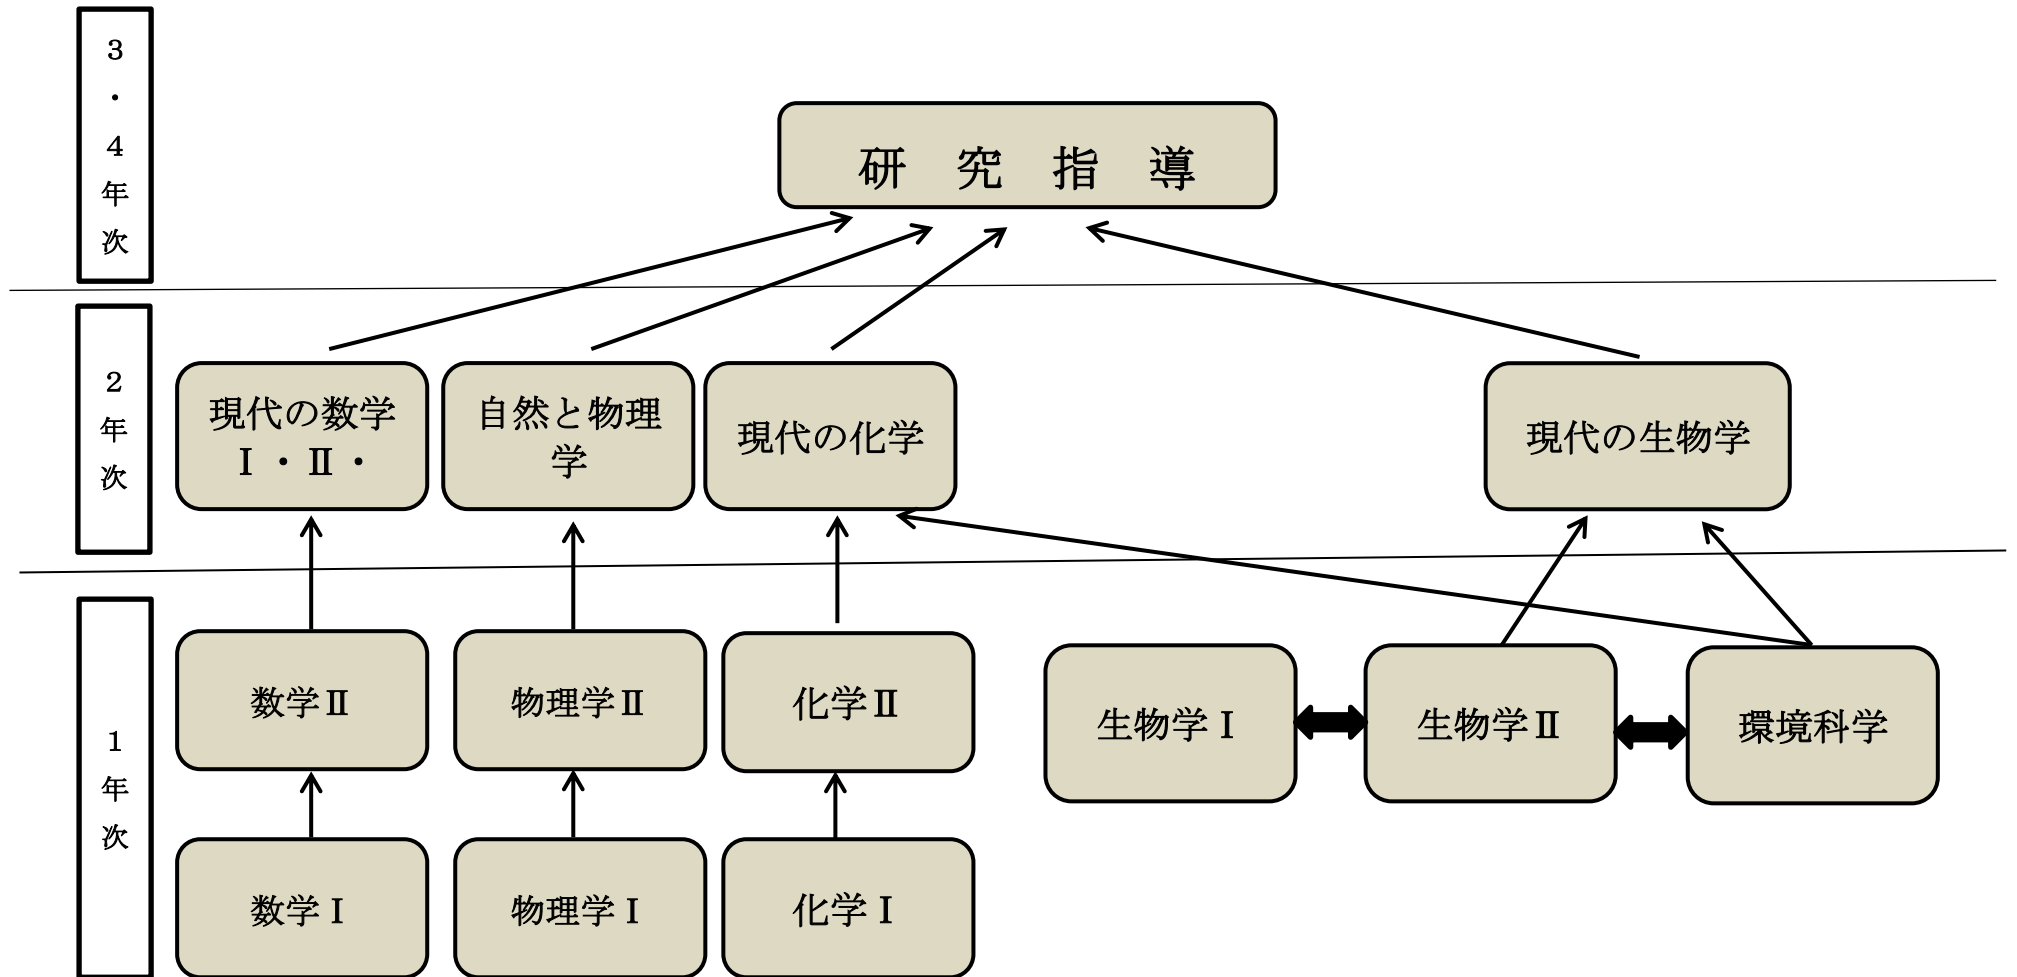 3・4年次
研 究 指 導
2年次
現代の数学
Ⅰ・Ⅱ・
自然と物理
学
現代の化学
現代の生物学
1年次
数学Ⅱ
物理学Ⅱ
化学Ⅱ
生物学Ⅰ
生物学Ⅱ
環境科学
数学Ⅰ
物理学Ⅰ
化学Ⅰ